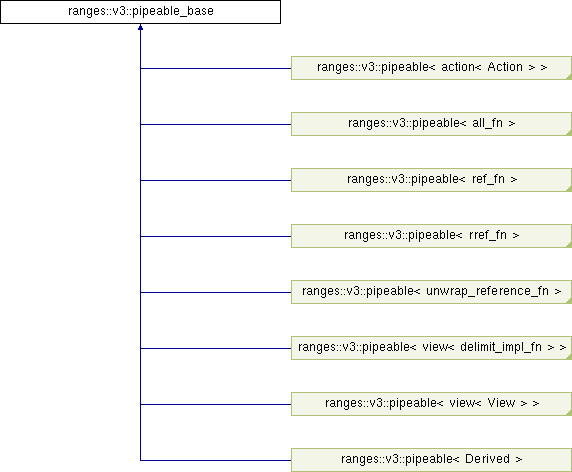 ranges::v3::pipeable_base
ranges::v3::pipeable< action< Action > >
ranges::v3::pipeable< all_fn >
ranges::v3::pipeable< ref_fn >
ranges::v3::pipeable< rref_fn >
ranges::v3::pipeable< unwrap_reference_fn >
ranges::v3::pipeable< view< delimit_impl_fn > >
ranges::v3::pipeable< view< View > >
ranges::v3::pipeable< Derived >